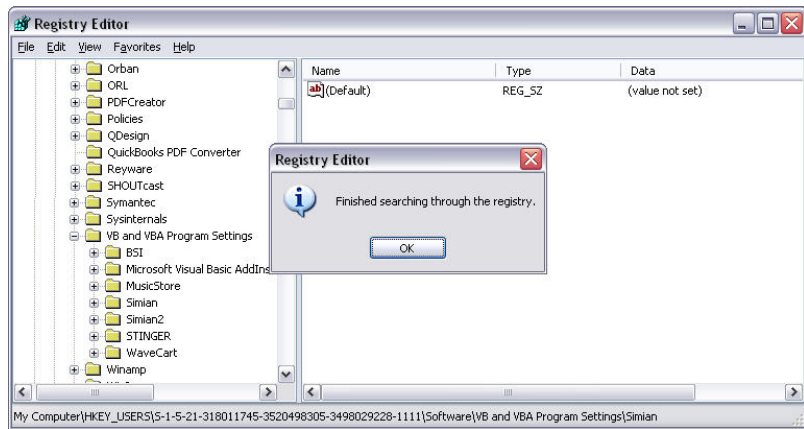 Registry Editor
File Edit View Favorites Help
Orban
ORL
PDFCreator
Policies
QDesign
QuickBooks PDF Converter
Reyware
SHOUTcast
Symantec
Sysinternals
VB and VBA Program Settings
BSI
Microsoft Visual Basic AddIns
MusicStore
Simian
Simian2
STINGER
WaveCart
Winamp
Name Type Data
ab (Default) REG_SZ (value not set)
Registry Editor
Finished searching through the registry.
OK
My Computer\HKEY_USERS\S-1-5-21-318011745-3520498305-3498029228-1111\Software\VB and VBA Program Settings\Simian